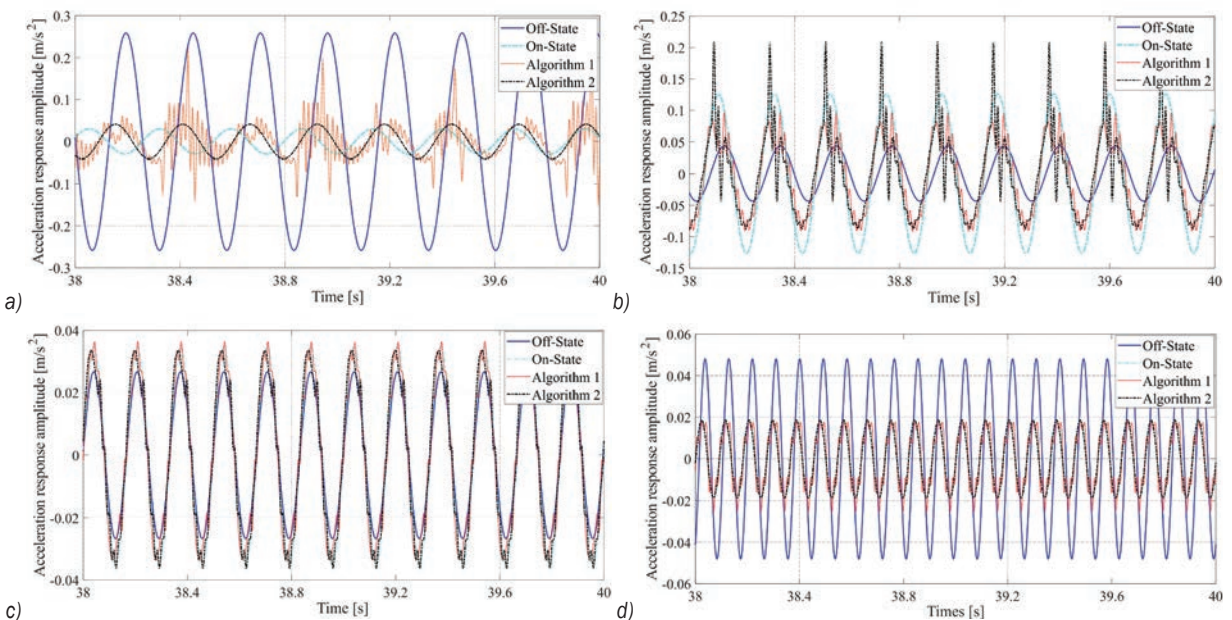 0.3
0.2
0.1
0
-0.1
-0.2
-0.3
Acceleration response amplitude [m/s²]
38
38.4
38.8
39.2
39.6
40
Time [s]
Off-State
On-State
Algorithm 1
Algorithm 2
a)
0.25
0.20
0.15
0.10
0.05
0
-0.05
-0.10
-0.15
Acceleration response amplitude [m/s²]
38
38.4
38.8
39.2
39.6
40
Time [s]
Off-State
On-State
Algorithm 1
Algorithm 2
b)
0.04
0.02
0
-0.02
-0.04
Acceleration response amplitude [m/s²]
38
38.4
38.8
39.2
39.6
40
Time [s]
Off-State
On-State
Algorithm 1
Algorithm 2
c)
0.06
0.04
0.02
0
-0.02
-0.04
-0.06
Acceleration response amplitude [m/s²]
38
38.4
38.8
39.2
39.6
40
Times [s]
Off-State
On-State
Algorithm 1
Algorithm 2
d)